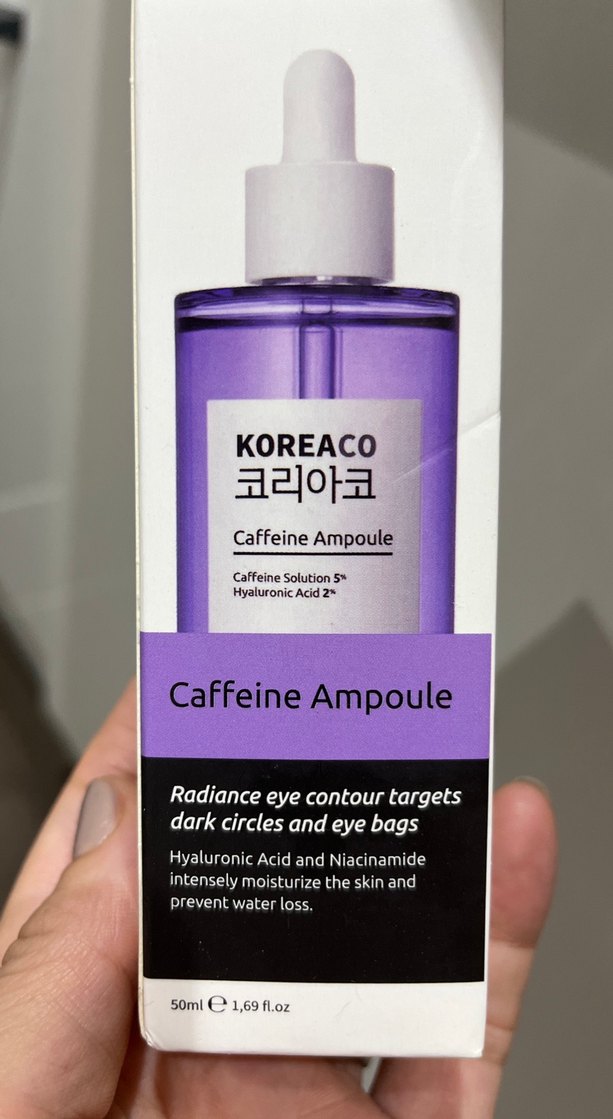 KOREACO
코리아코
Caffeine Ampoule
Caffeine Solution 5%
Hyaluronic Acid 2%
Caffeine Ampoule
Radiance eye contour targets
dark circles and eye bags
Hyaluronic Acid and Niacinamide
intensely moisturize the skin and
prevent water loss.
50ml ℮ 1,69 fl.oz